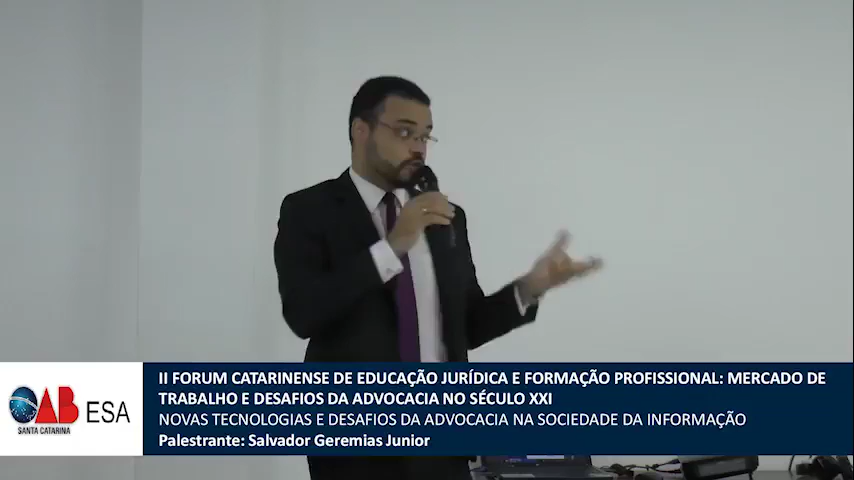 II FORUM CATARINENSE DE EDUCAÇÃO JURÍDICA E FORMAÇÃO PROFISSIONAL: MERCADO DE
TRABALHO E DESAFIOS DA ADVOCACIA NO SÉCULO XXI
NOVAS TECNOLOGIAS E DESAFIOS DA ADVOCACIA NA SOCIEDADE DA INFORMAÇÃO
Palestrante: Salvador Geremias Junior
OAB ESA
SANTA CATARINA